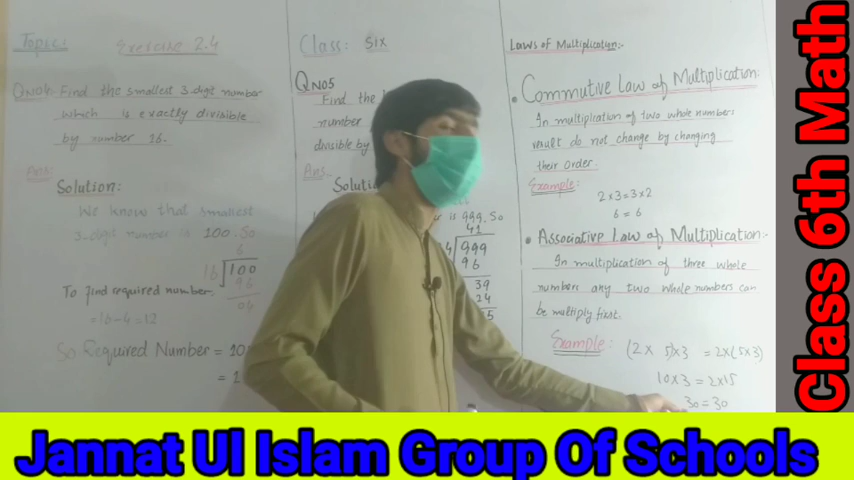 Topic:
Exercise 2.4
QNo4: Find the smallest 3-digit number
which is exactly divisible
by number 16.
Ans:
Solution:
We know that smallest
3-digit number is 100. So
6
16 100
96
04
To find required number.
=16-4=12
So Required Number = 10
= 1
Class: six
QNo5
Find the
number
divisible by
Ans.
Solution
is 999. So
41
999
96
39
24
Laws of Multiplication:-
• Commutive Law of Multiplication:
In multiplication of two whole numbers
result do not change by changing
their order.
Example:
2×3=3×2
6=6
• Associative Law of Multiplication:-
In multiplication of three whole
numbers any two whole numbers can
be multiply first.
Example: (2× 5)×3 = 2×(5×3)
10×3 = 2×15
30=30
Class 6th Math
Jannat Ul Islam Group Of Schools